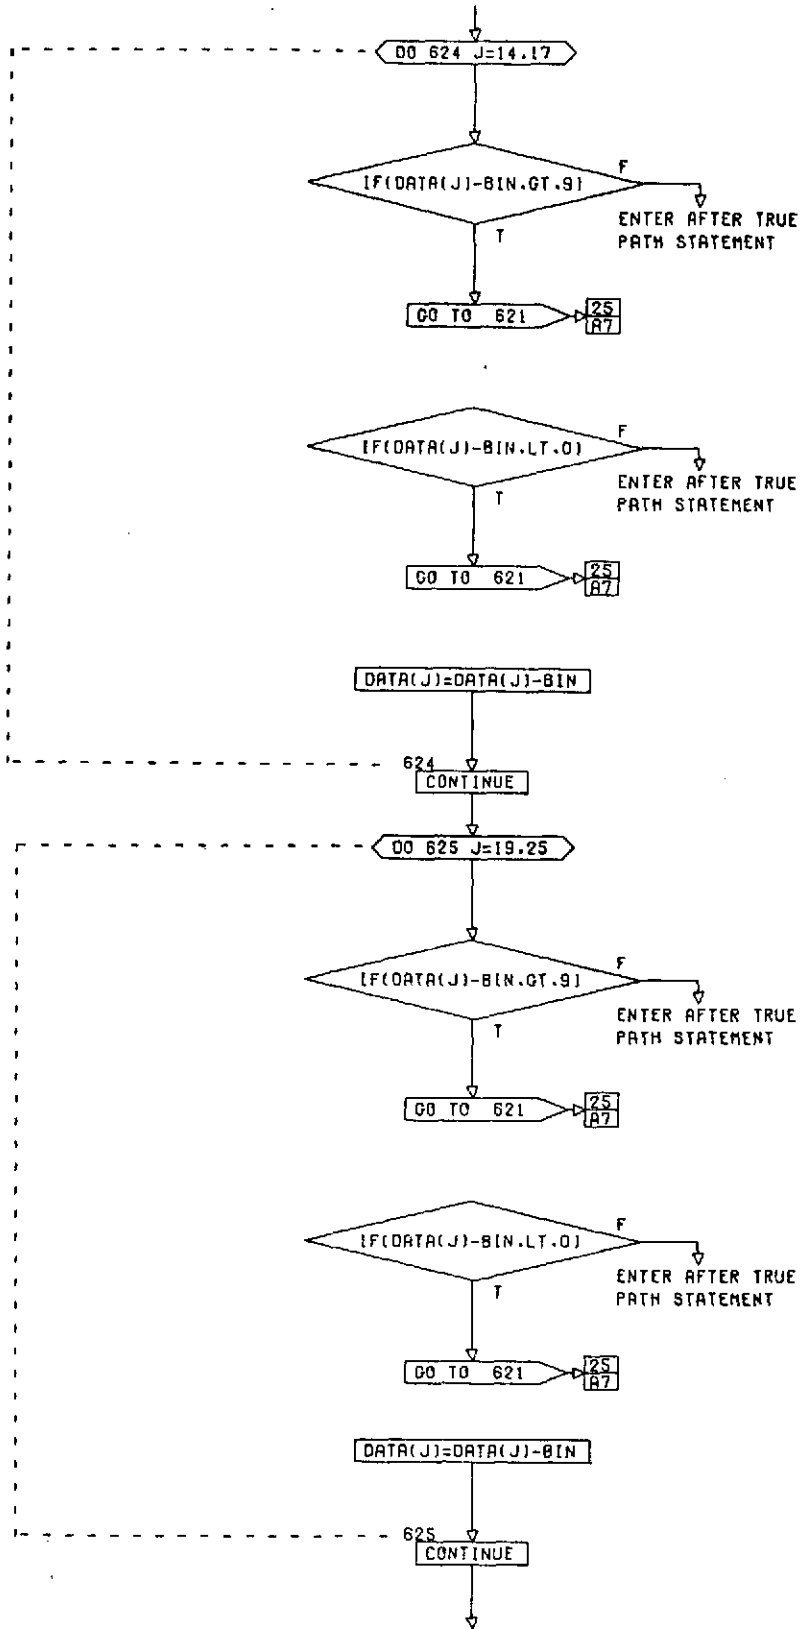 DO 624 J=14.17
IF(DATA(J)-BIN.GT.9)
F
ENTER AFTER TRUE
PATH STATEMENT
T
GO TO 621
25
A7
IF(DATA(J)-BIN.LT.0)
F
ENTER AFTER TRUE
PATH STATEMENT
T
GO TO 621
25
A7
DATA(J)=DATA(J)-BIN
624
CONTINUE
DO 625 J=19.25
IF(DATA(J)-BIN.GT.9)
F
ENTER AFTER TRUE
PATH STATEMENT
T
GO TO 621
25
A7
IF(DATA(J)-BIN.LT.0)
F
ENTER AFTER TRUE
PATH STATEMENT
T
GO TO 621
25
A7
DATA(J)=DATA(J)-BIN
625
CONTINUE